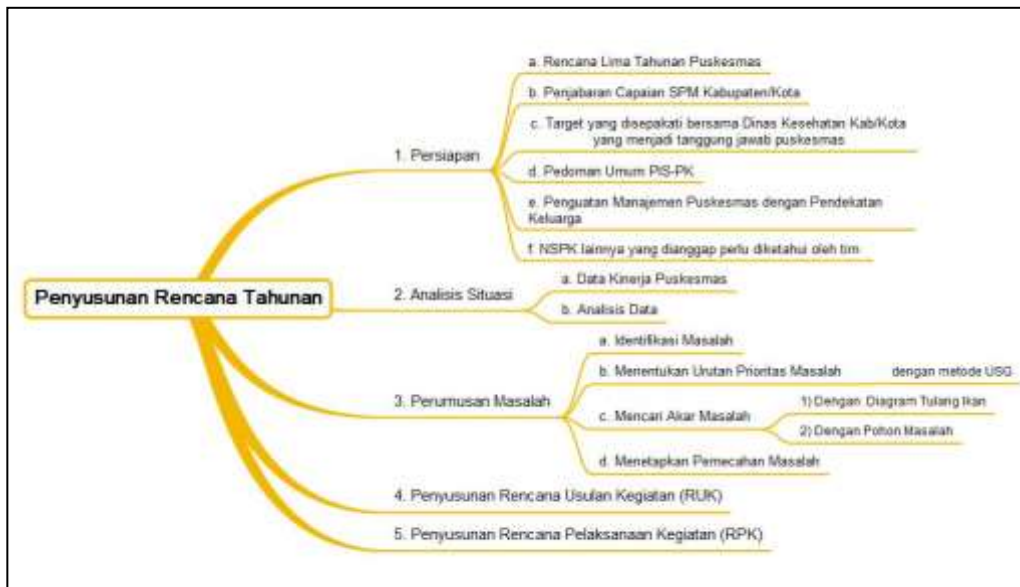 Penyusunan Rencana Tahunan
1. Persiapan
a. Rencana Lima Tahunan Puskesmas
b. Penjabaran Capaian SPM Kabupaten/Kota
c. Target yang disepakati bersama Dinas Kesehatan Kab/Kota
yang menjadi tanggung jawab puskesmas
d. Pedoman Umum PIS-PK
e. Penguatan Manajemen Puskesmas dengan Pendekatan
Keluarga
f. NSPK lainnya yang dianggap perlu diketahui oleh tim
2. Analisis Situasi
a. Data Kinerja Puskesmas
b. Analisis Data
3. Perumusan Masalah
a. Identifikasi Masalah
b. Menentukan Urutan Prioritas Masalah dengan metode USG
c. Mencari Akar Masalah
1) Dengan Diagram Tulang Ikan
2) Dengan Pohon Masalah
d. Menetapkan Pemecahan Masalah
4. Penyusunan Rencana Usulan Kegiatan (RUK)
5. Penyusunan Rencana Pelaksanaan Kegiatan (RPK)